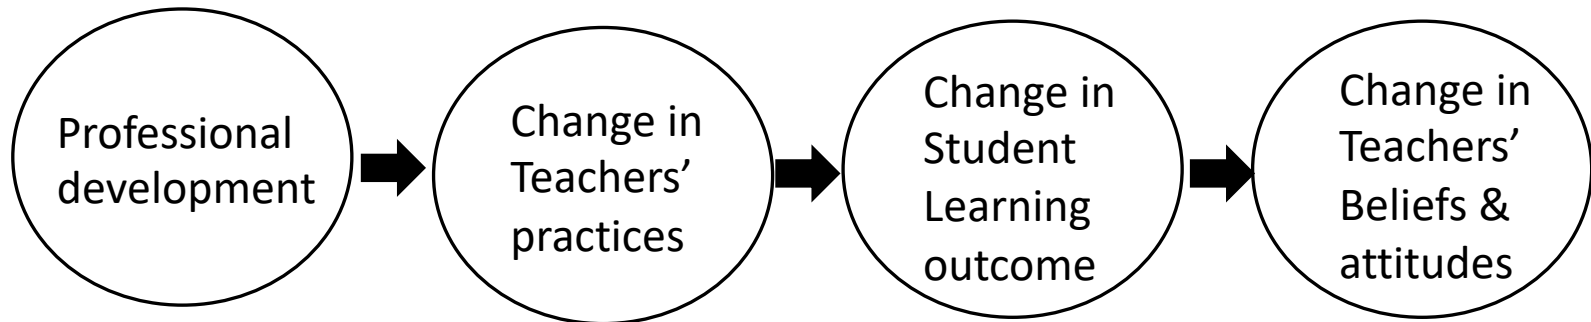 Professional
development
Change in
Teachers’
practices
Change in
Student
Learning
outcome
Change in
Teachers’
Beliefs &
attitudes